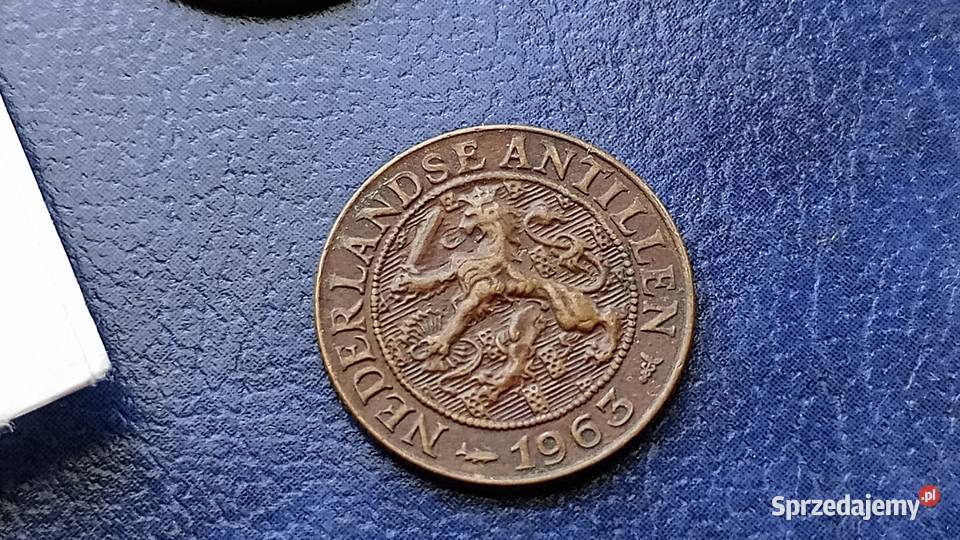 NEDERLANDSE ANTILLEN
1963
Sprzedajemy.pl